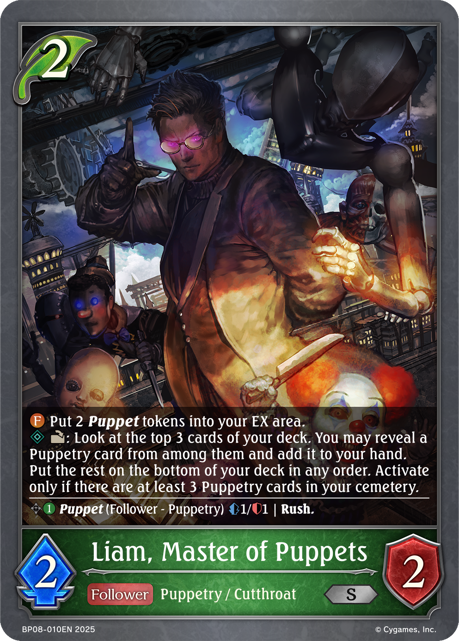 2
F Put 2 Puppet tokens into your EX area.
: Look at the top 3 cards of your deck. You may reveal a
Puppetry card from among them and add it to your hand.
Put the rest on the bottom of your deck in any order. Activate
only if there are at least 3 Puppetry cards in your cemetery.
1 Puppet (Follower - Puppetry) 1/1 | Rush.
Liam, Master of Puppets
2
Follower Puppetry / Cutthroat
S
2
BP08-010EN 2025
© Cygames, Inc.